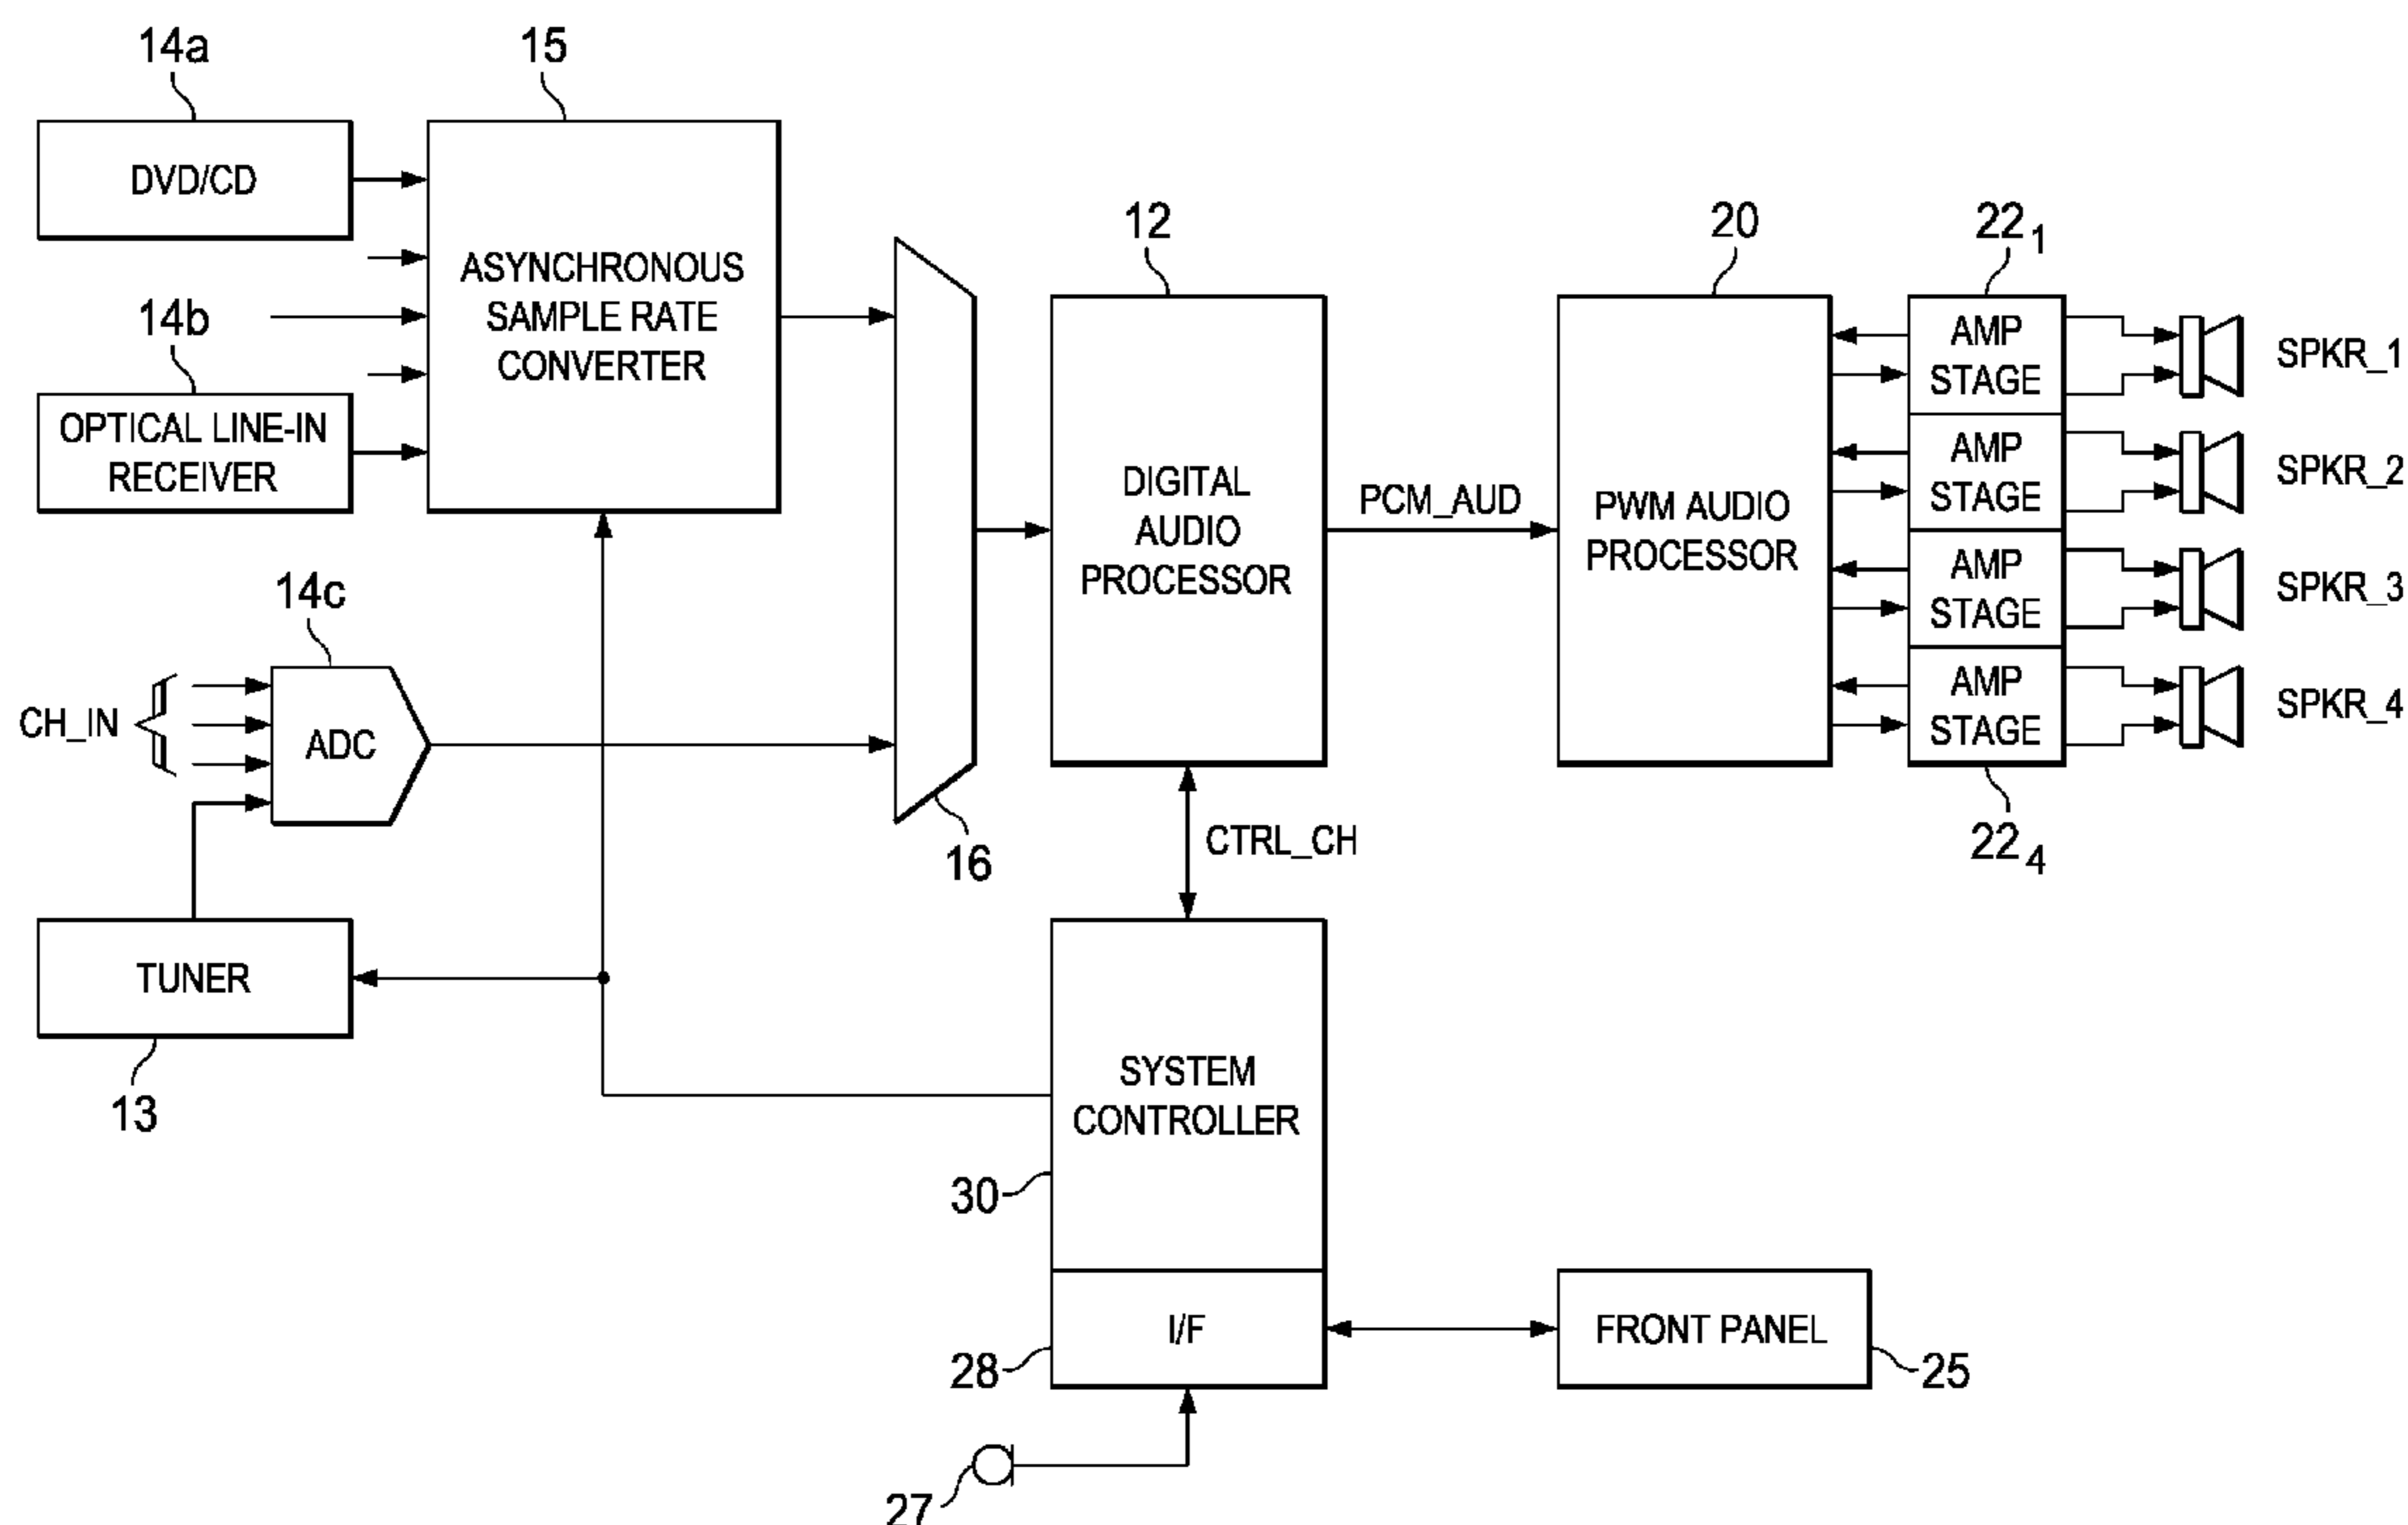 14a
15
DVD/CD
12
20
22 1
ASYNCHRONOUS
SAMPLE RATE
CONVERTER
14b
AMP
STAGE
SPKR_1
OPTICAL LINE-IN
RECEIVER
AMP
STAGE
SPKR_2
DIGITAL
AUDIO
PROCESSOR
PCM_AUD
PWM AUDIO
PROCESSOR
14c
AMP
STAGE
SPKR_3
CH_IN
ADC
AMP
STAGE
SPKR_4
16
CTRL_CH
22 4
TUNER
13
SYSTEM
CONTROLLER
30
I/F
28
FRONT PANEL
25
27